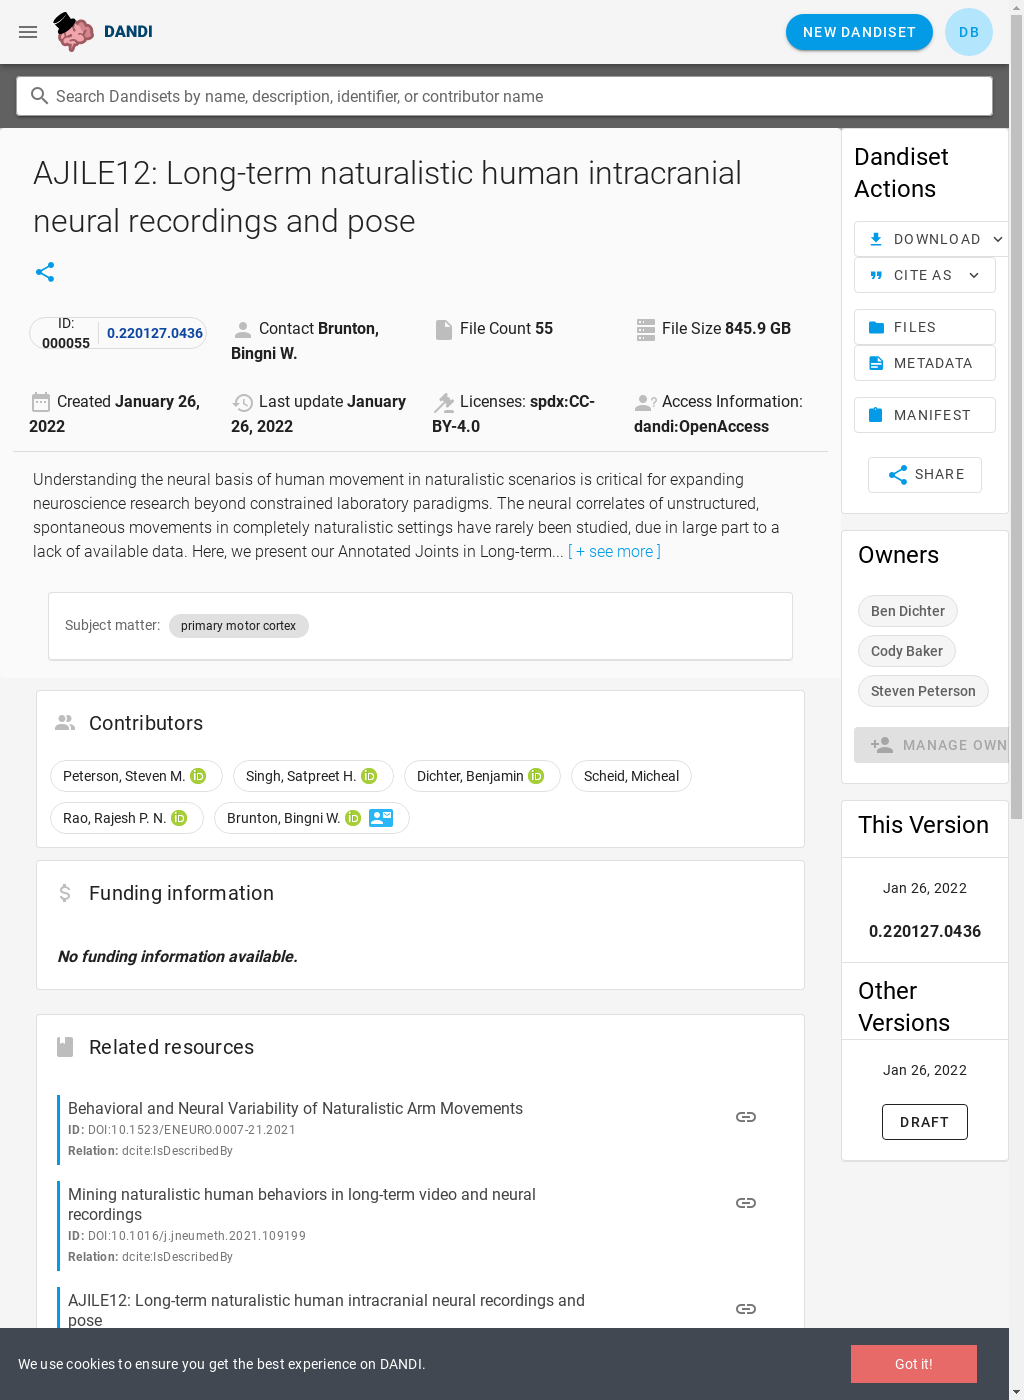 DANDI
NEW DANDISET
DB
Search Dandisets by name, description, identifier, or contributor name
AJILE12: Long-term naturalistic human intracranial
neural recordings and pose
ID:
000055
0.220127.0436
Contact Brunton,
Bingni W.
File Count 55
File Size 845.9 GB
Created January 26,
2022
Last update January
26, 2022
Licenses: spdx:CC-
BY-4.0
Access Information:
dandi:OpenAccess
Understanding the neural basis of human movement in naturalistic scenarios is critical for expanding
neuroscience research beyond constrained laboratory paradigms. The neural correlates of unstructured,
spontaneous movements in completely naturalistic settings have rarely been studied, due in large part to a
lack of available data. Here, we present our Annotated Joints in Long-term... [ + see more ]
Subject matter: primary motor cortex
Contributors
Peterson, Steven M. iD
Singh, Satpreet H. iD
Dichter, Benjamin iD
Scheid, Micheal
Rao, Rajesh P. N. iD
Brunton, Bingni W. iD
Funding information
No funding information available.
Related resources
Behavioral and Neural Variability of Naturalistic Arm Movements
ID: DOI:10.1523/ENEURO.0007-21.2021
Relation: dcite:IsDescribedBy
Mining naturalistic human behaviors in long-term video and neural
recordings
ID: DOI:10.1016/j.jneumeth.2021.109199
Relation: dcite:IsDescribedBy
AJILE12: Long-term naturalistic human intracranial neural recordings and
pose
Dandiset
Actions
DOWNLOAD
CITE AS
FILES
METADATA
MANIFEST
SHARE
Owners
Ben Dichter
Cody Baker
Steven Peterson
MANAGE OWN
This Version
Jan 26, 2022
0.220127.0436
Other
Versions
Jan 26, 2022
DRAFT
We use cookies to ensure you get the best experience on DANDI.
Got it!